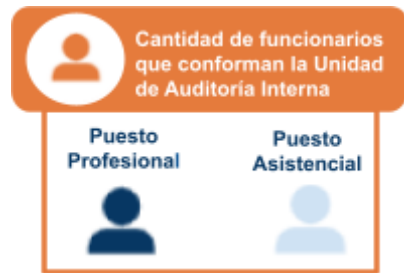 Cantidad de funcionarios
que conforman la Unidad
de Auditoría Interna
Puesto
Profesional
Puesto
Asistencial